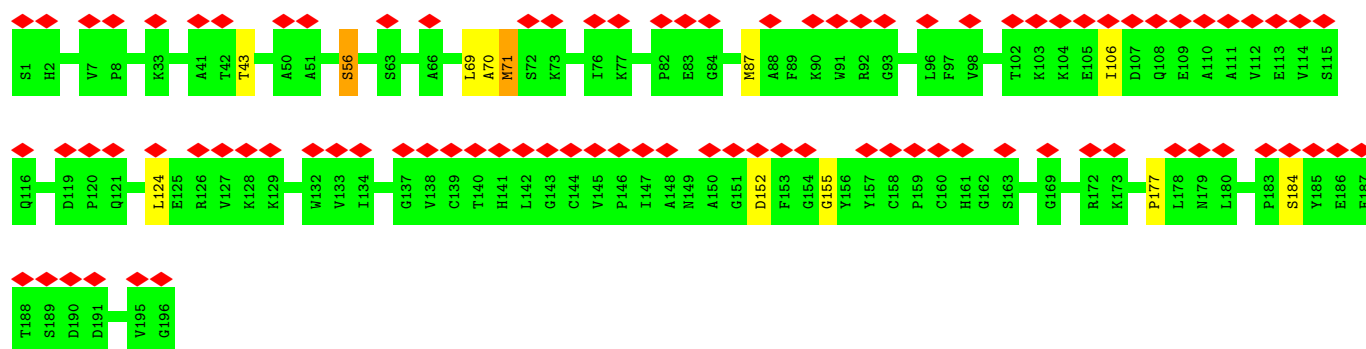 S1 H2 V7 P8 K33 A41 T42 T43 A50 A51 S56 S63 A66 L69 A70 M71 S72 K73 I76 K77 P82 E83 G84 M87 A88 F89 K90 W91 R92 G93 L96 F97 V98 T102 K103 K104 E105 I106 D107 Q108 E109 A110 A111 V112 E113 V114 S115
Q116 D119 P120 Q121 L124 E125 R126 V127 K128 K129 W132 V133 I134 G137 V138 C139 T140 H141 L142 G143 C144 V145 P146 I147 A148 N149 A150 G151 D152 F153 G154 G155 Y156 Y157 C158 P159 C160 H161 G162 S163 G169 R172 K173 P177 L178 N179 L180 P183 S184 Y185 E186 F187
T188 S189 D190 D191 V195 G196